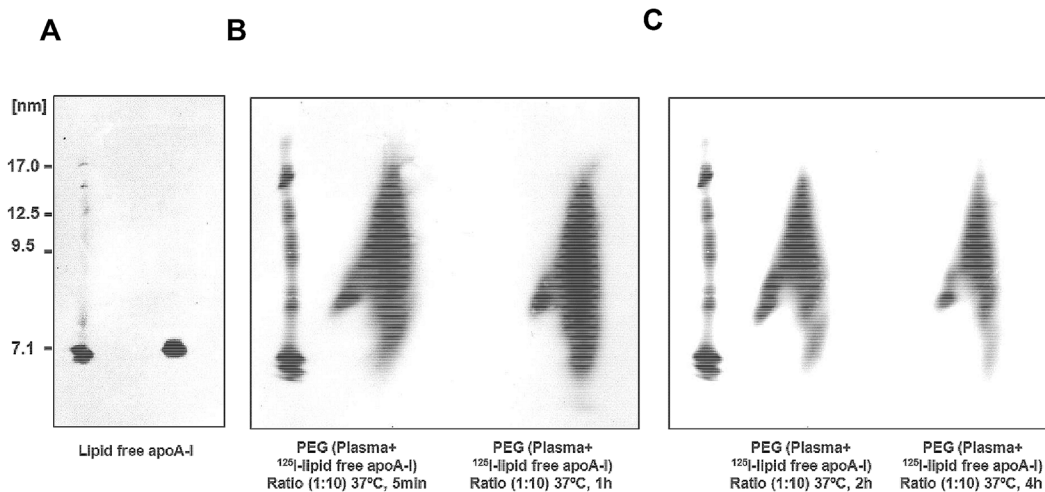 A
B
C
[nm]
17.0
12.5
9.5
7.1
Lipid free apoA-I
PEG (Plasma+
¹²⁵I-lipid free apoA-I)
Ratio (1:10) 37ºC, 5min
PEG (Plasma+
¹²⁵I-lipid free apoA-I)
Ratio (1:10) 37ºC, 1h
PEG (Plasma+
¹²⁵I-lipid free apoA-I)
Ratio (1:10) 37ºC, 2h
PEG (Plasma+
¹²⁵I-lipid free apoA-I)
Ratio (1:10) 37ºC, 4h